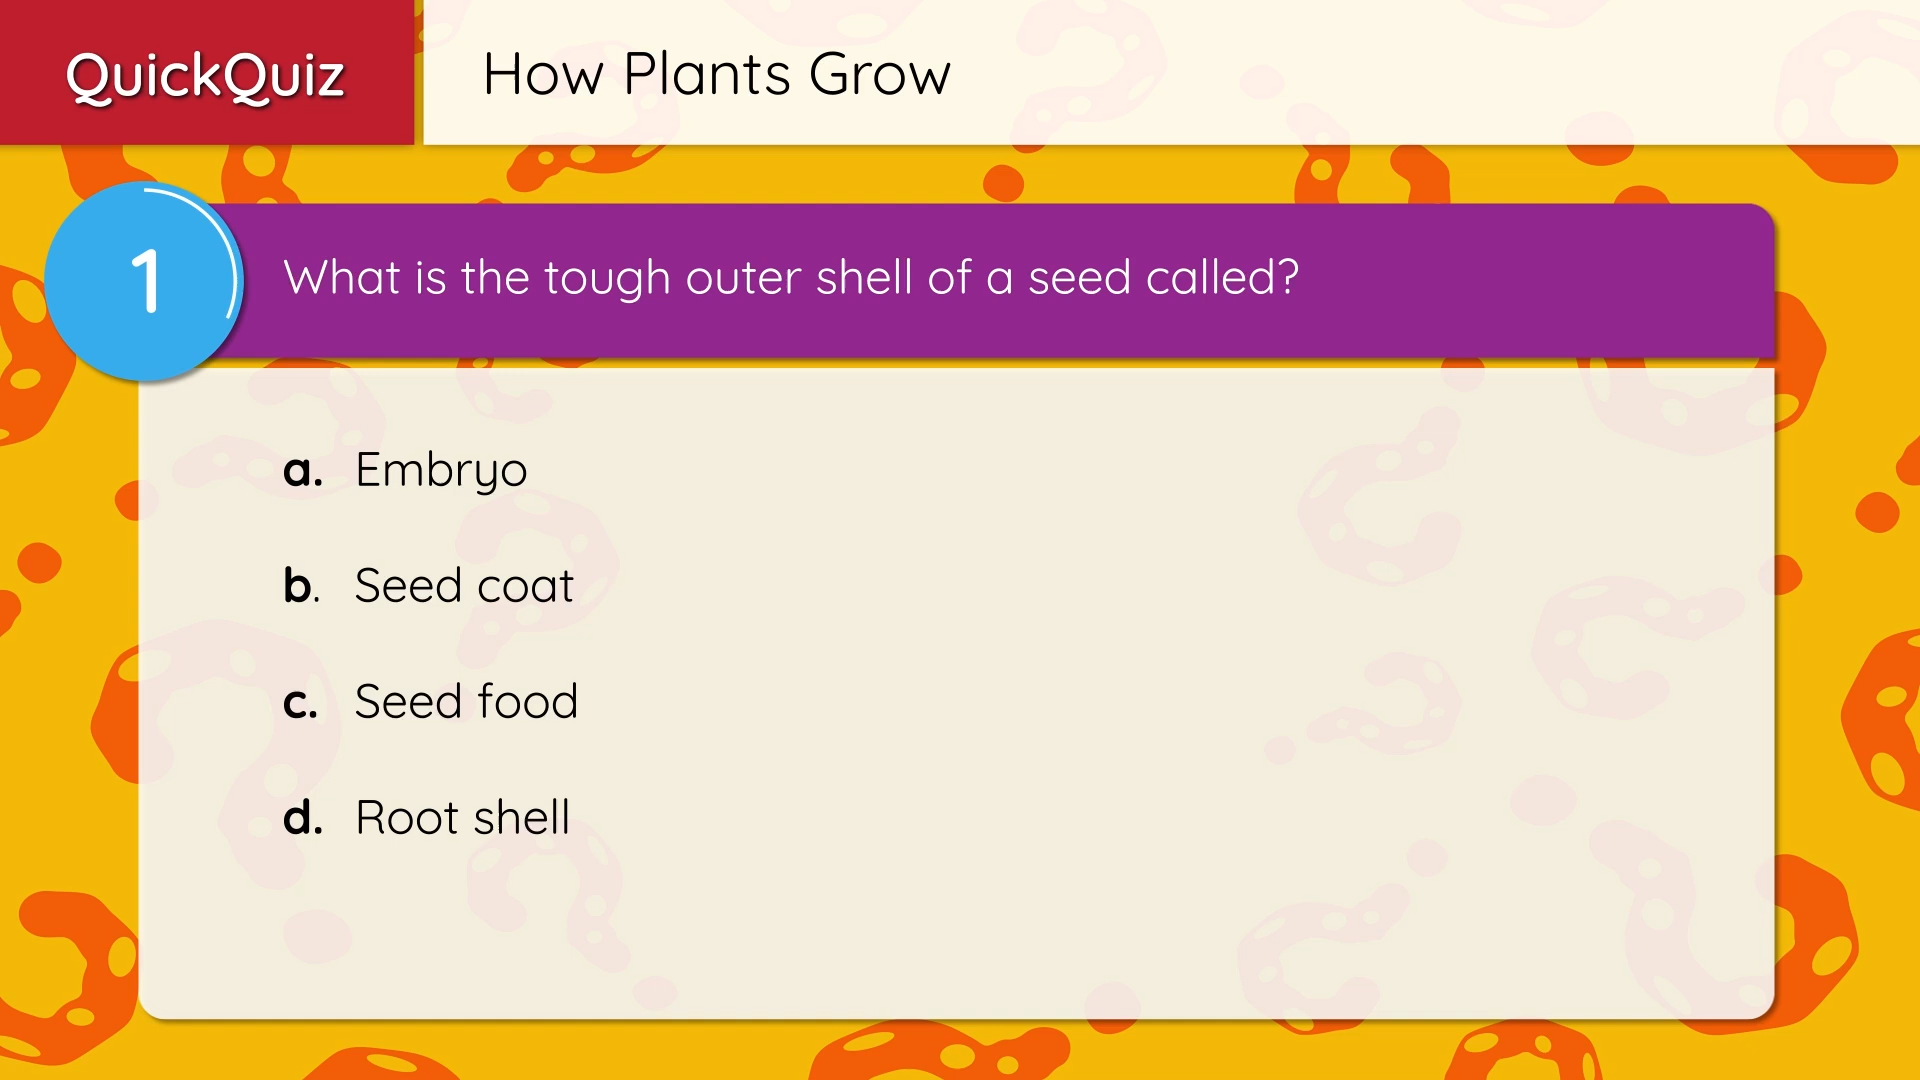 QuickQuiz
How Plants Grow
1
What is the tough outer shell of a seed called?
a. Embryo
b. Seed coat
c. Seed food
d. Root shell